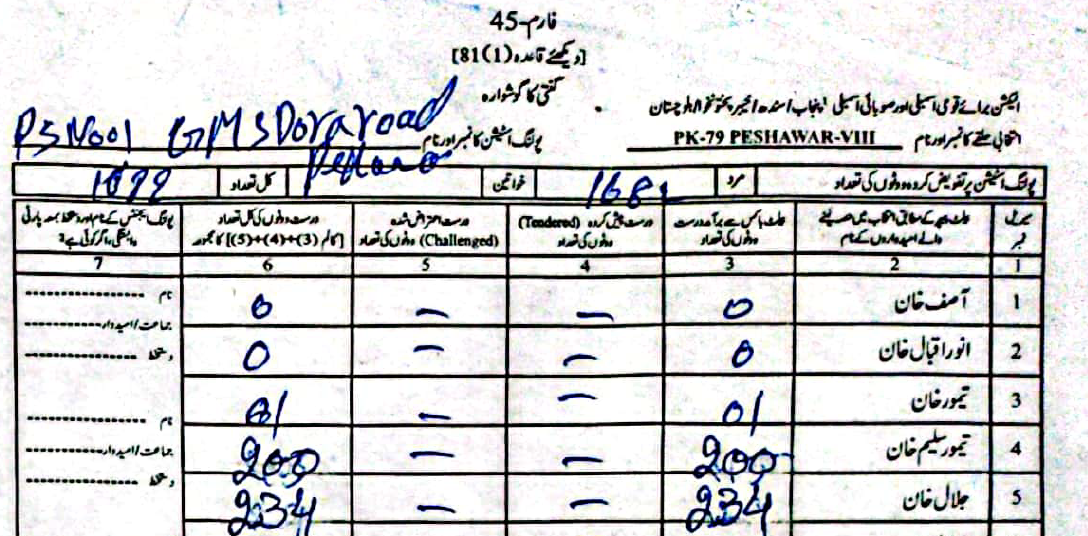 فارم-45
[دیکھئے قاعدہ (1)81]
گنتی کا گوشوارہ
الیکشن برائے قومی اسمبلی اور صوبائی اسمبلی پنجاب/سندھ/خیبر پختونخوا/بلوچستان
انتخابی حلقے کا نمبر اور نام PK-79 PESHAWAR-VIII پولنگ اسٹیشن کا نمبر اور نام PS No01 GMS Dora road
پولنگ اسٹیشن پر تفویض کردہ ووٹوں کی تعداد مرد خواتین کل تعداد
سیریل نمبر بیلٹ پیپر کے مطابق انتخاب میں حصہ لینے والے امیدواروں کے نام بیلٹ باکس سے برآمد درست ووٹوں کی تعداد درست پیش کردہ (Tendered) ووٹوں کی تعداد درست اعتراض شدہ (Challenged) ووٹوں کی تعداد درست ووٹوں کی کل تعداد [کالم (3)+(4)+(5)] کا مجموعہ پولنگ ایجنٹس کے نام اور دستخط بمعہ پارٹی وابستگی، اگر کوئی ہے؟
1 2 3 4 5 6 7
1 آصف خان 0 — — 0 نام
جماعت/امیدوار
2 انور اقبال خان 0 — — 0 دستخط
3 تیمور خان 01 — — 01 نام
4 تیمور سلیم خان 200 — — 200 جماعت/امیدوار
دستخط
5 جلال خان 234 — — 234